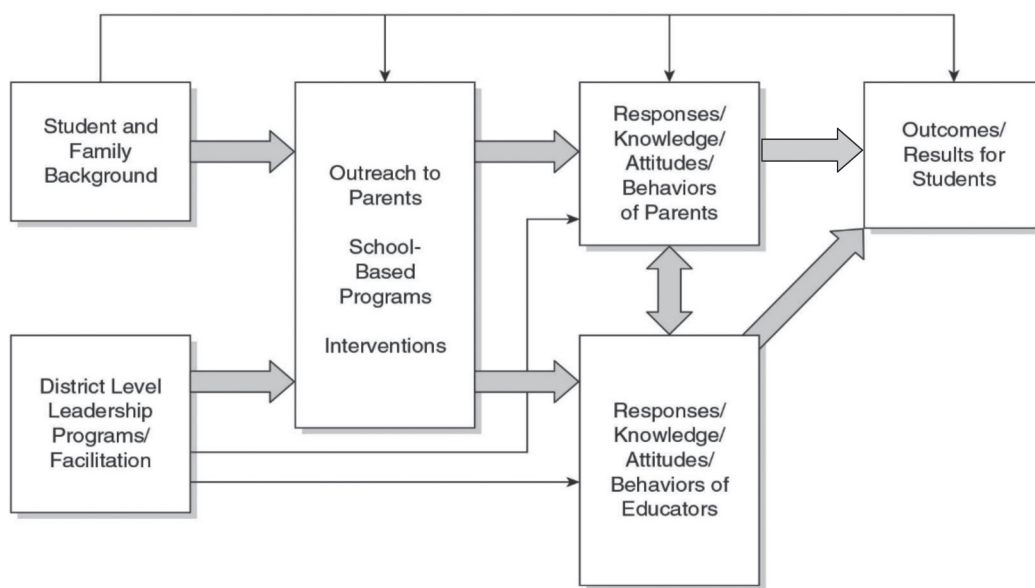 Student and
Family
Background
Outreach to
Parents
School-
Based
Programs
Interventions
Responses/
Knowledge/
Attitudes/
Behaviors
of Parents
Outcomes/
Results for
Students
District Level
Leadership
Programs/
Facilitation
Responses/
Knowledge/
Attitudes/
Behaviors of
Educators